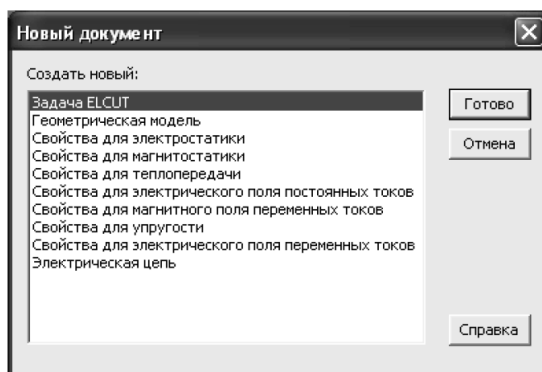 Новый документ
Создать новый:
Задача ELCUT
Геометрическая модель
Свойства для электростатики
Свойства для магнитостатики
Свойства для теплопередачи
Свойства для электрического поля постоянных токов
Свойства для магнитного поля переменных токов
Свойства для упругости
Свойства для электрического поля переменных токов
Электрическая цепь
Готово
Отмена
Справка